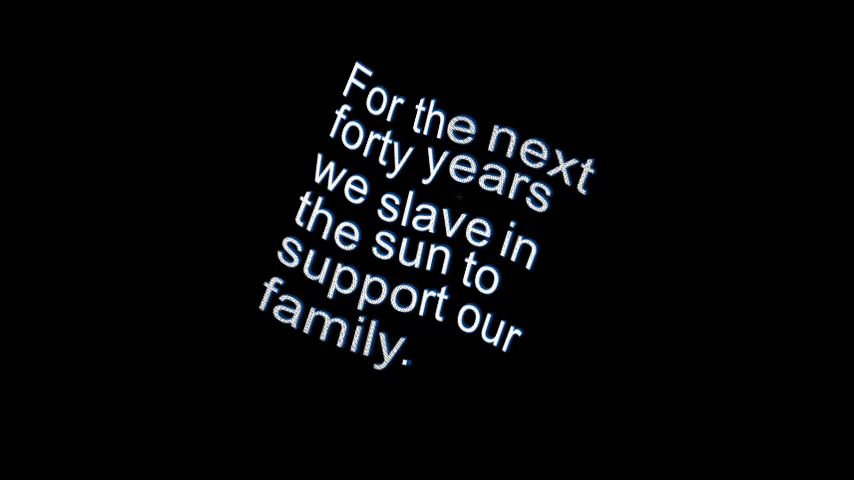 For the next
forty years
we slave in
the sun to
support our
family.